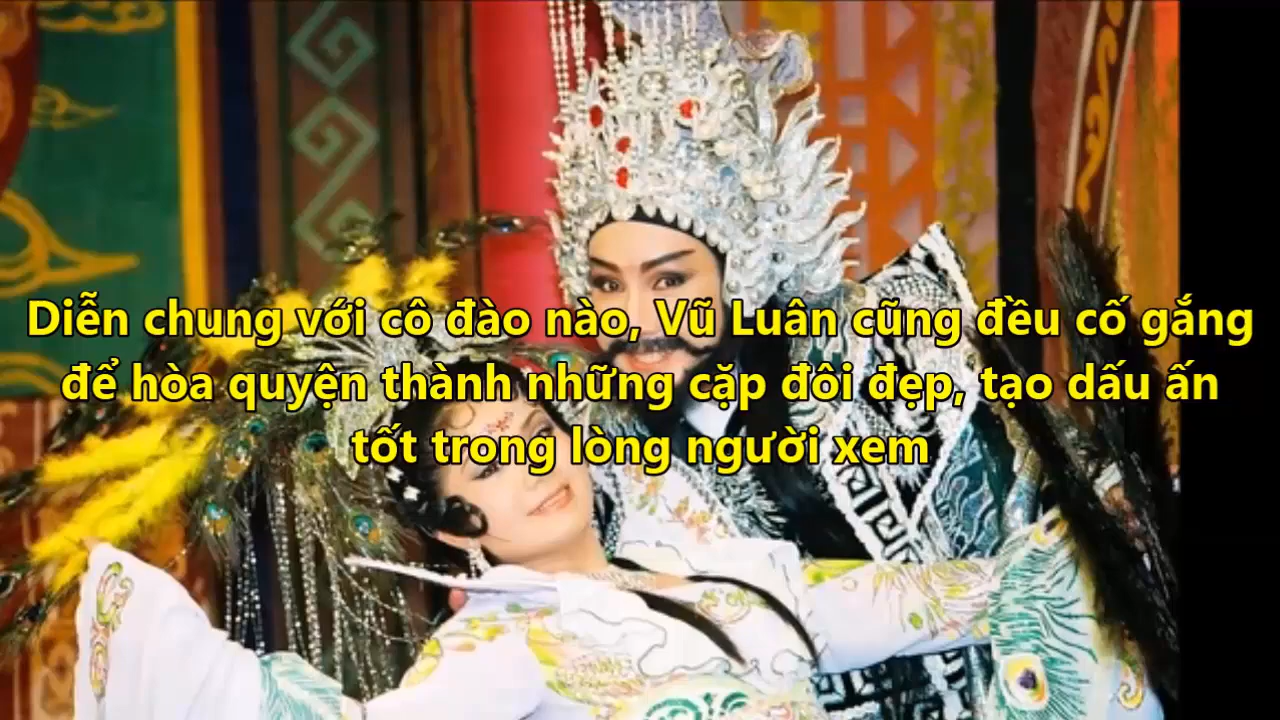 Diễn chung với cô đào nào, Vũ Luân cũng đều cố gắng
để hòa quyện thành những cặp đôi đẹp, tạo dấu ấn
tốt trong lòng người xem